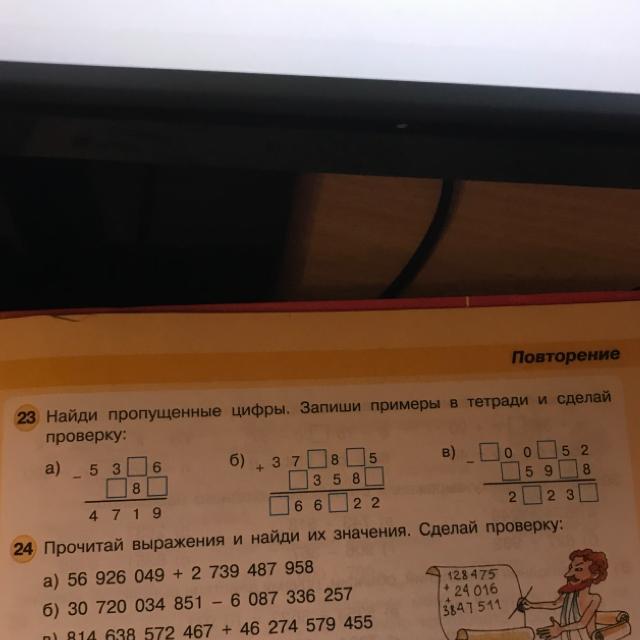 Повторение
23 Найди пропущенные цифры. Запиши примеры в тетради и сделай
проверку:
а) − 5 3 □ 6
□ 8 □
4 7 1 9
б) + 3 7 □ 8 □ 5
□ 3 5 8 □
□ 6 6 □ 2 2
в) − □ 0 0 □ 5 2
□ 5 9 □ 8
2 □ 2 3 □
24 Прочитай выражения и найди их значения. Сделай проверку:
а) 56 926 049 + 2 739 487 958
б) 30 720 034 851 − 6 087 336 257
в) 814 638 572 467 + 46 274 579 455
128475
+ 24016
3847511